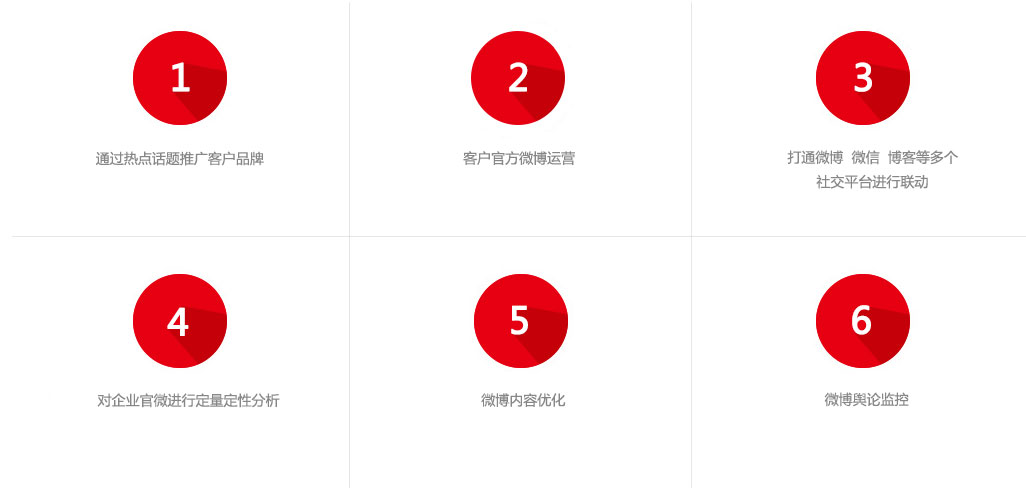 1
通过热点话题推广客户品牌
2
客户官方微博运营
3
打通微博 微信 博客等多个
社交平台进行联动
4
对企业官微进行定量定性分析
5
微博内容优化
6
微博舆论监控